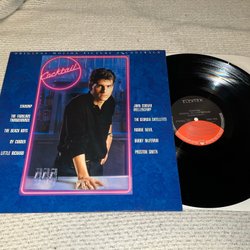 ORIGINAL MOTION PICTURE SOUNDTRACK
Cocktail
STARSHIP
THE FABULOUS THUNDERBIRDS
THE BEACH BOYS
RY COODER
LITTLE RICHARD
JOHN COUGAR MELLENCAMP
THE GEORGIA SATELLITES
ROBBIE NEVIL
BOBBY McFERRIN
PRESTON SMITH